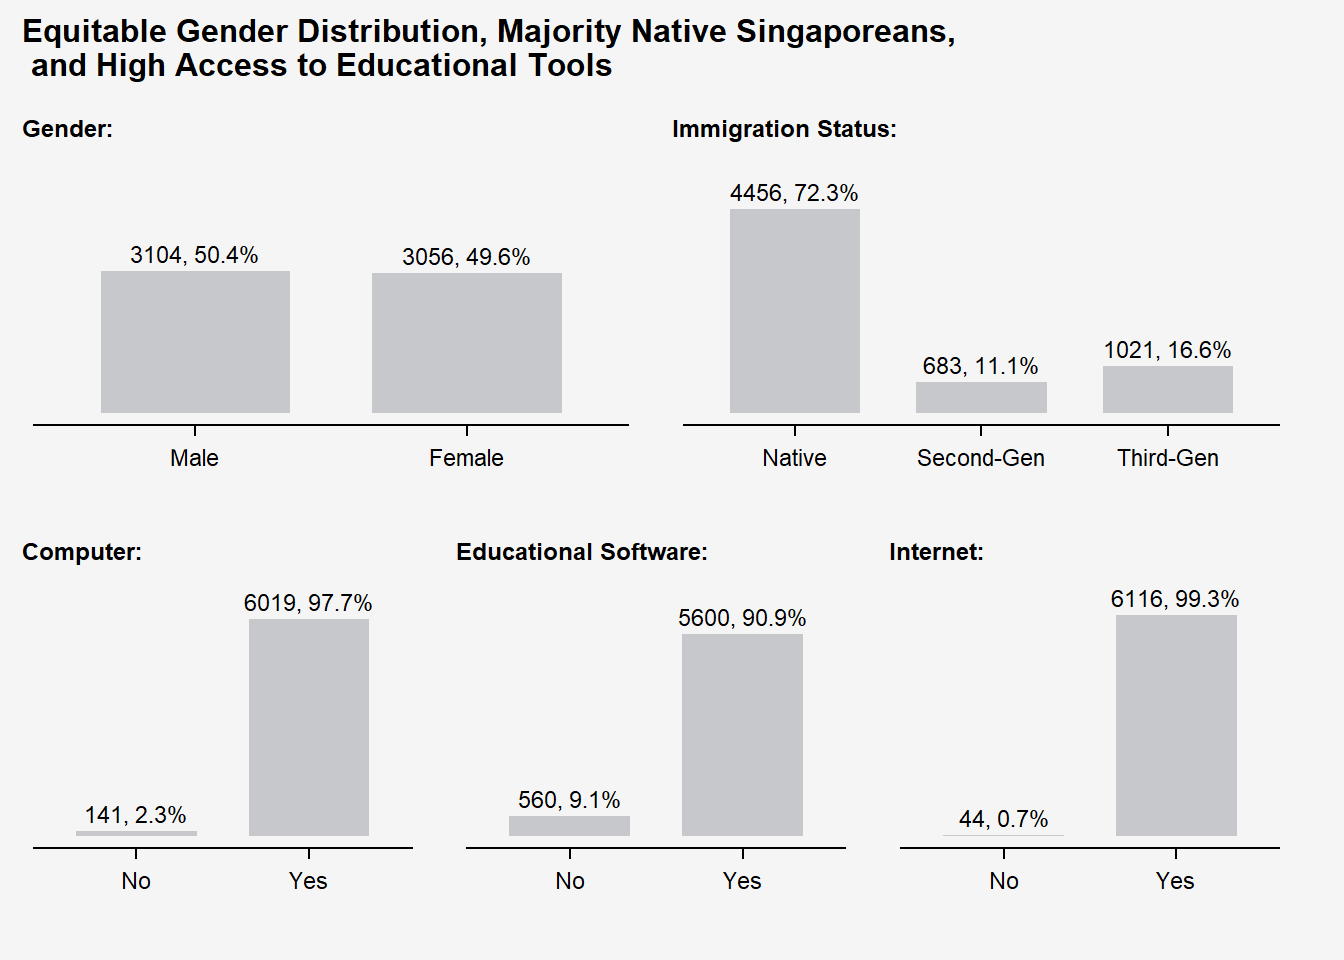 Equitable Gender Distribution, Majority Native Singaporeans,
and High Access to Educational Tools
Gender:
3104, 50.4%
3056, 49.6%
Male
Female
Immigration Status:
4456, 72.3%
683, 11.1%
1021, 16.6%
Native
Second-Gen
Third-Gen
Computer:
141, 2.3%
6019, 97.7%
No
Yes
Educational Software:
560, 9.1%
5600, 90.9%
No
Yes
Internet:
44, 0.7%
6116, 99.3%
No
Yes